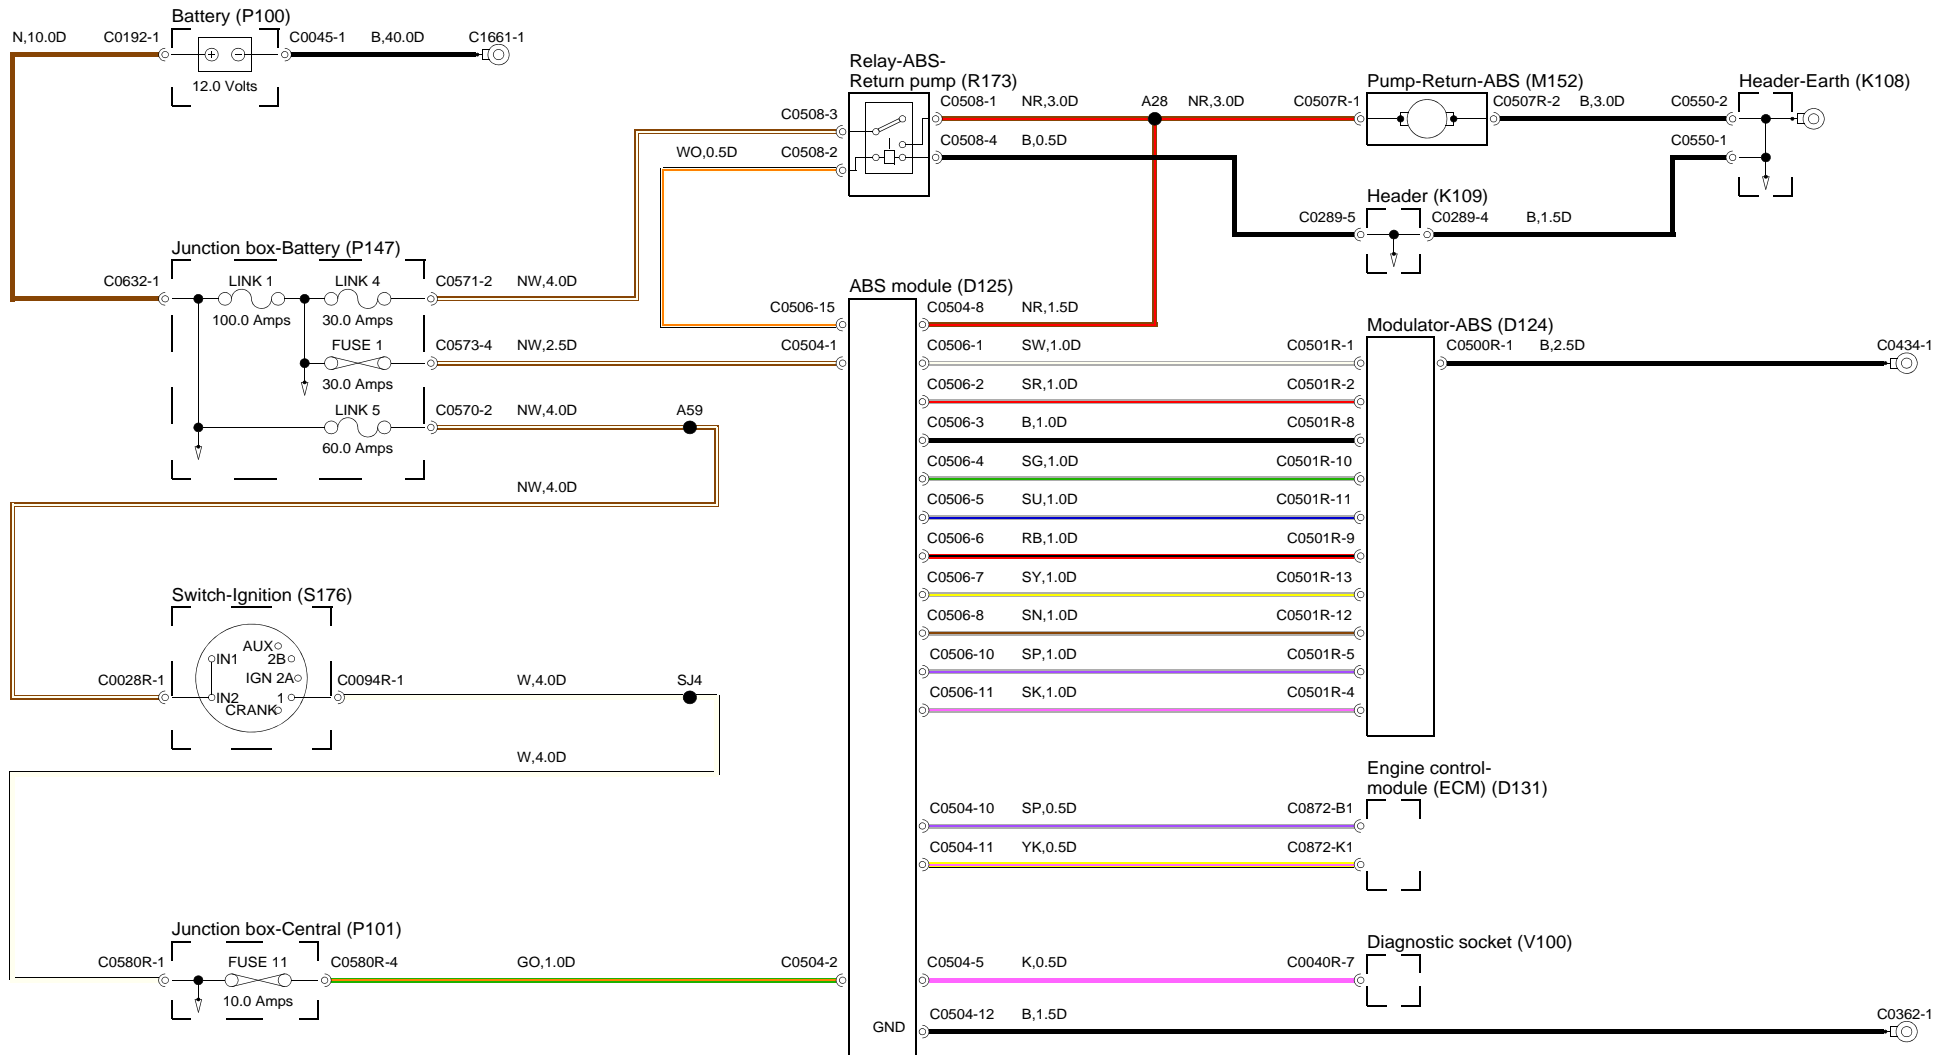 Battery (P100)
N,10.0D
C0192-1
C0045-1
B,40.0D
C1661-1
12.0 Volts
Relay-ABS-
Return pump (R173)
Pump-Return-ABS (M152)
Header-Earth (K108)
C0508-3
C0508-1
NR,3.0D
A28
NR,3.0D
C0507R-1
C0507R-2
B,3.0D
C0550-2
WO,0.5D
C0508-2
C0508-4
B,0.5D
C0550-1
Header (K109)
C0289-5
C0289-4
B,1.5D
Junction box-Battery (P147)
C0632-1
LINK 1
LINK 4
C0571-2
NW,4.0D
100.0 Amps
30.0 Amps
FUSE 1
C0573-4
NW,2.5D
30.0 Amps
LINK 5
C0570-2
NW,4.0D
A59
60.0 Amps
NW,4.0D
ABS module (D125)
C0506-15
C0504-8
NR,1.5D
C0504-1
Modulator-ABS (D124)
C0506-1
SW,1.0D
C0501R-1
C0500R-1
B,2.5D
C0434-1
C0506-2
SR,1.0D
C0501R-2
C0506-3
B,1.0D
C0501R-8
C0506-4
SG,1.0D
C0501R-10
C0506-5
SU,1.0D
C0501R-11
C0506-6
RB,1.0D
C0501R-9
C0506-7
SY,1.0D
C0501R-13
C0506-8
SN,1.0D
C0501R-12
C0506-10
SP,1.0D
C0501R-5
C0506-11
SK,1.0D
C0501R-4
Switch-Ignition (S176)
AUX
IN1
2B
IGN 2A
IN2
1
CRANK
C0028R-1
C0094R-1
W,4.0D
SJ4
W,4.0D
Engine control-
module (ECM) (D131)
C0504-10
SP,0.5D
C0872-B1
C0504-11
YK,0.5D
C0872-K1
Junction box-Central (P101)
C0580R-1
FUSE 11
C0580R-4
GO,1.0D
C0504-2
10.0 Amps
Diagnostic socket (V100)
C0504-5
K,0.5D
C0040R-7
GND
C0504-12
B,1.5D
C0362-1